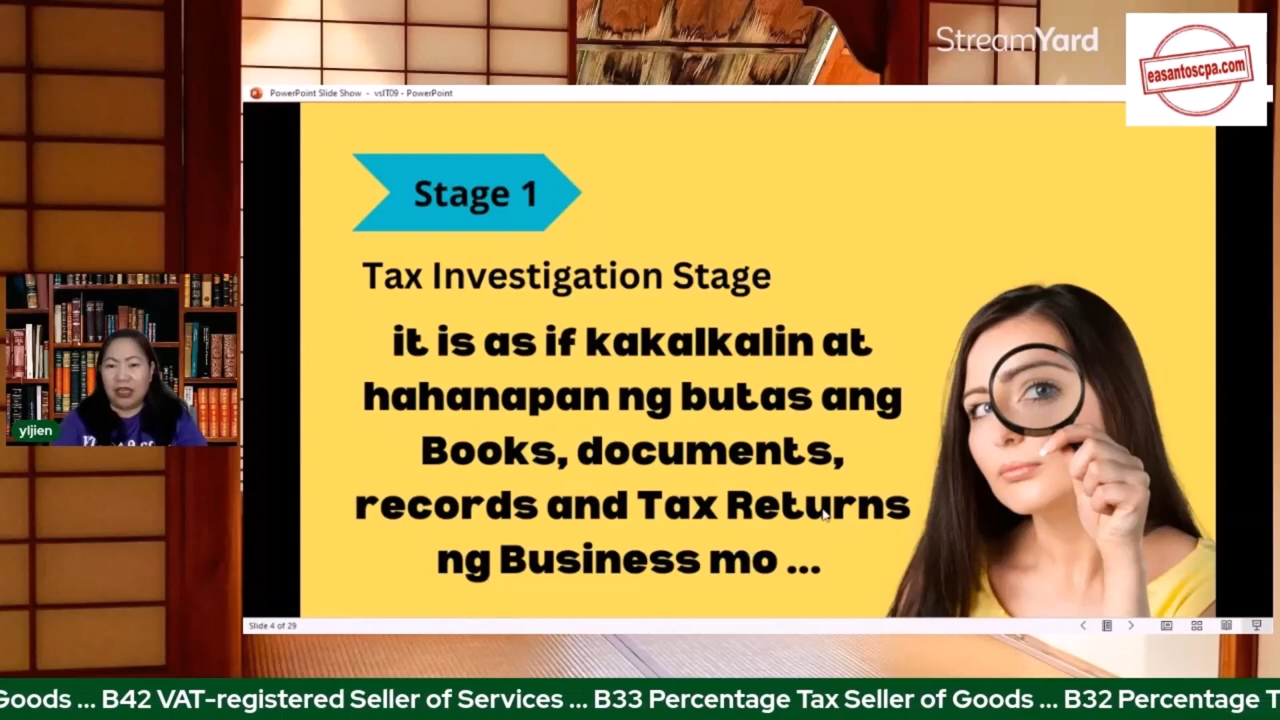 StreamYard
easantoscpa.com
PowerPoint Slide Show - vsIT09 - PowerPoint
Stage 1
Tax Investigation Stage
it is as if kakalkalin at
hahanapan ng butas ang
Books, documents,
records and Tax Returns
ng Business mo ...
yljien
Slide 4 of 29
Goods ... B42 VAT-registered Seller of Services ... B33 Percentage Tax Seller of Goods ... B32 Percentage T